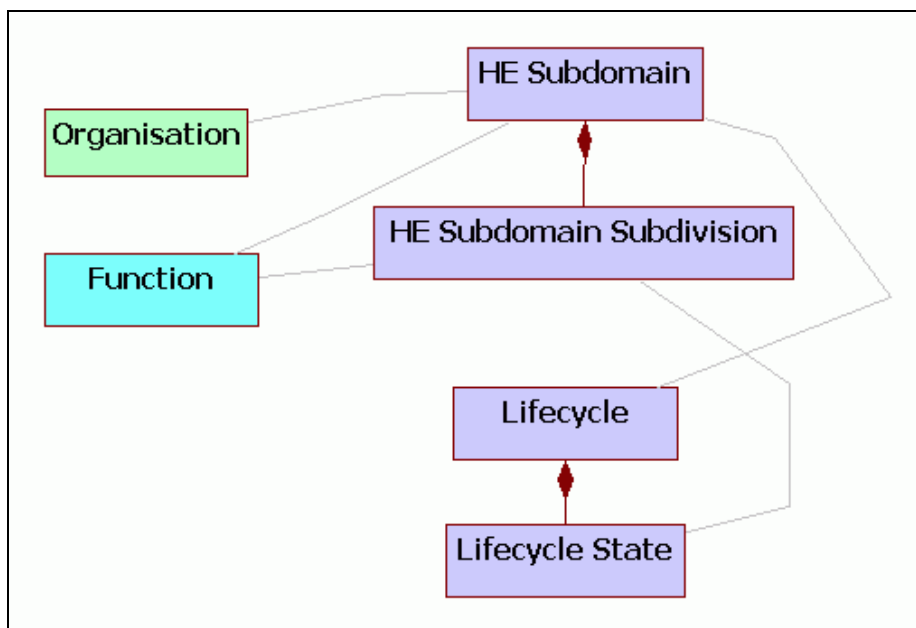 HE Subdomain
Organisation
HE Subdomain Subdivision
Function
Lifecycle
Lifecycle State